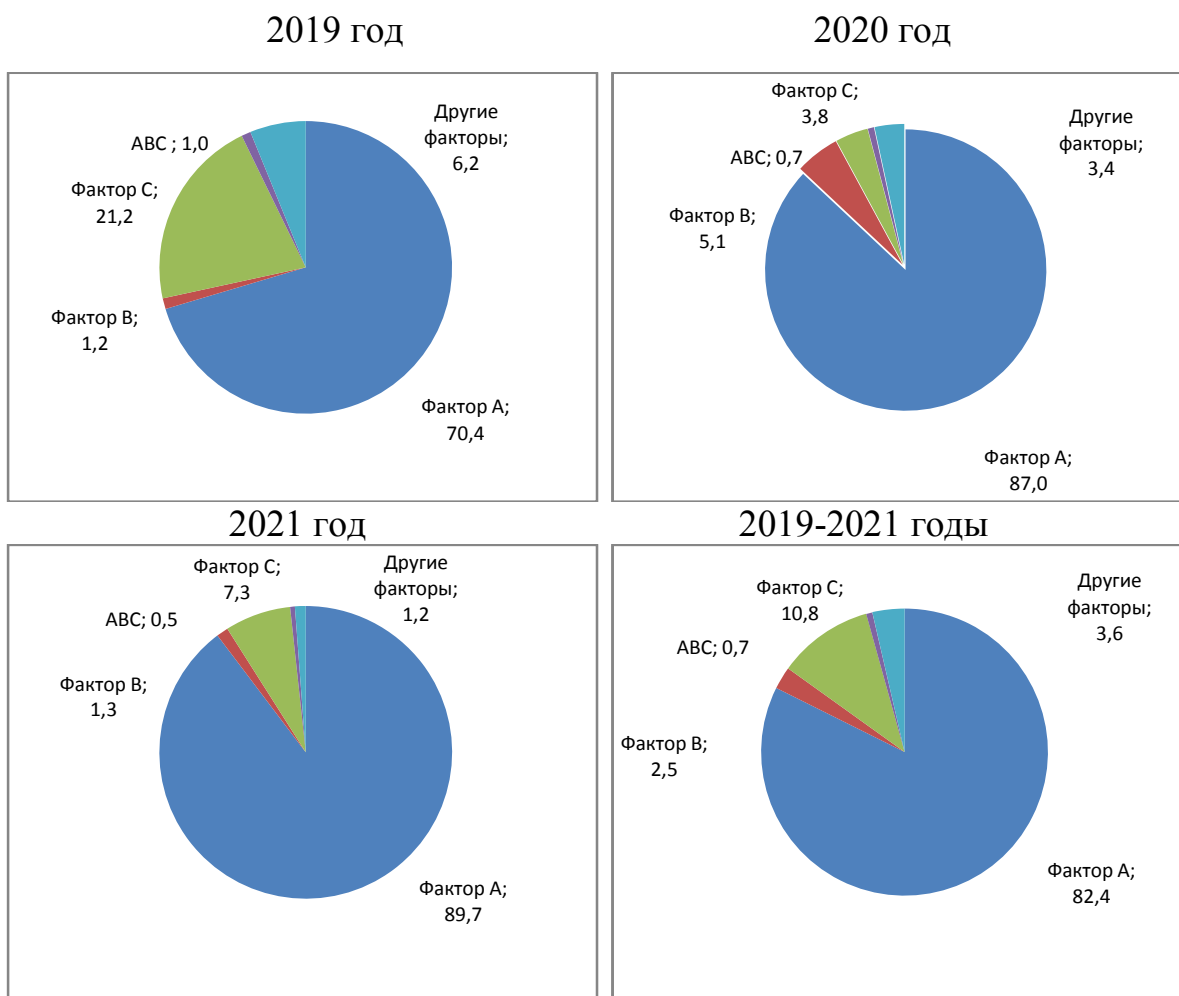 2019 год
2020 год
Другие
факторы;
6,2
АВС ; 1,0
Фактор С;
21,2
Фактор В;
1,2
Фактор А;
70,4
Фактор С;
3,8
Другие
факторы;
3,4
АВС; 0,7
Фактор В;
5,1
Фактор А;
87,0
2021 год
2019-2021 годы
Фактор С;
7,3
Другие
факторы;
1,2
АВС; 0,5
Фактор В;
1,3
Фактор А;
89,7
Фактор С;
10,8
Другие
факторы;
3,6
АВС; 0,7
Фактор В;
2,5
Фактор А;
82,4